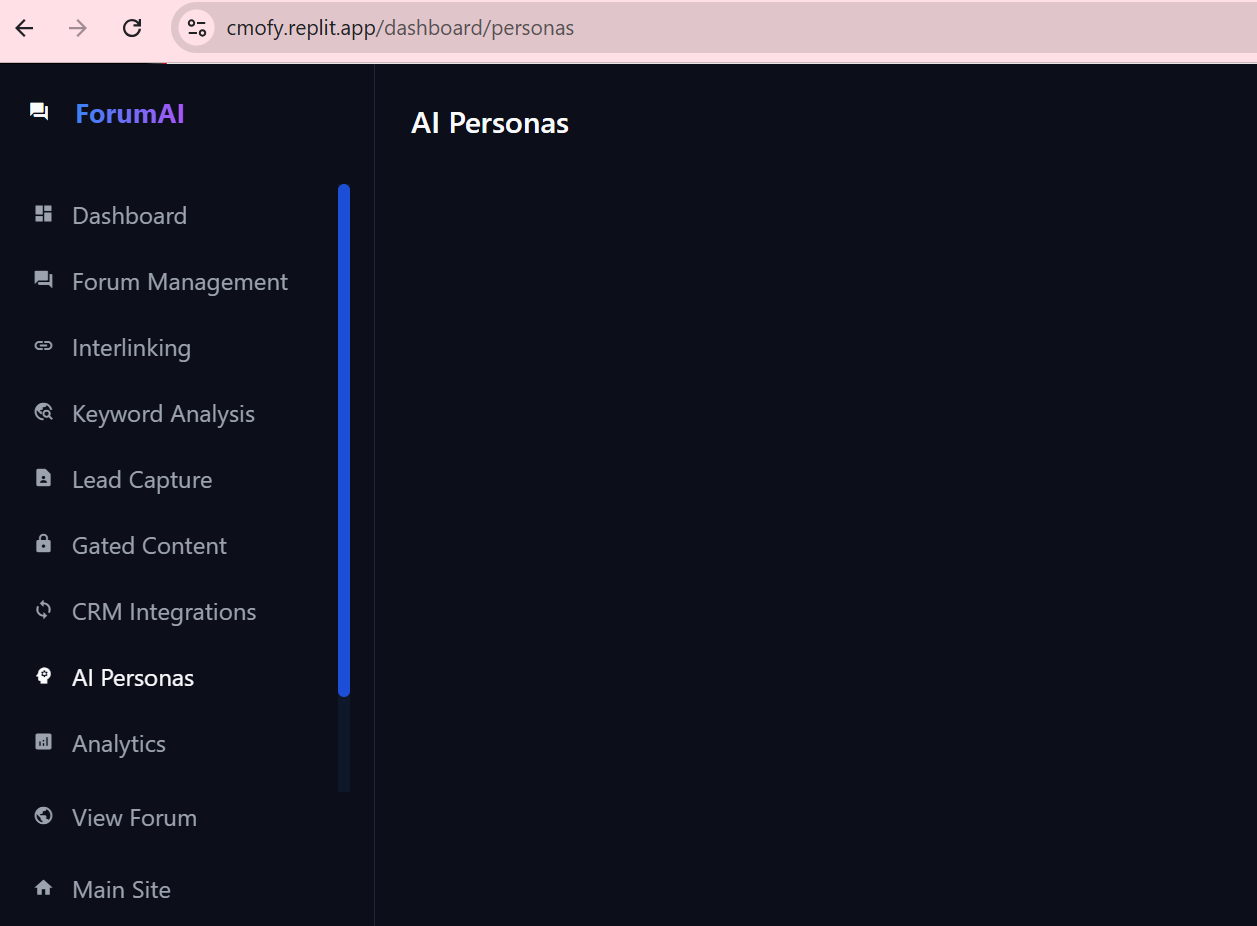 cmofy.replit.app/dashboard/personas
ForumAI
AI Personas
Dashboard
Forum Management
Interlinking
Keyword Analysis
Lead Capture
Gated Content
CRM Integrations
AI Personas
Analytics
View Forum
Main Site